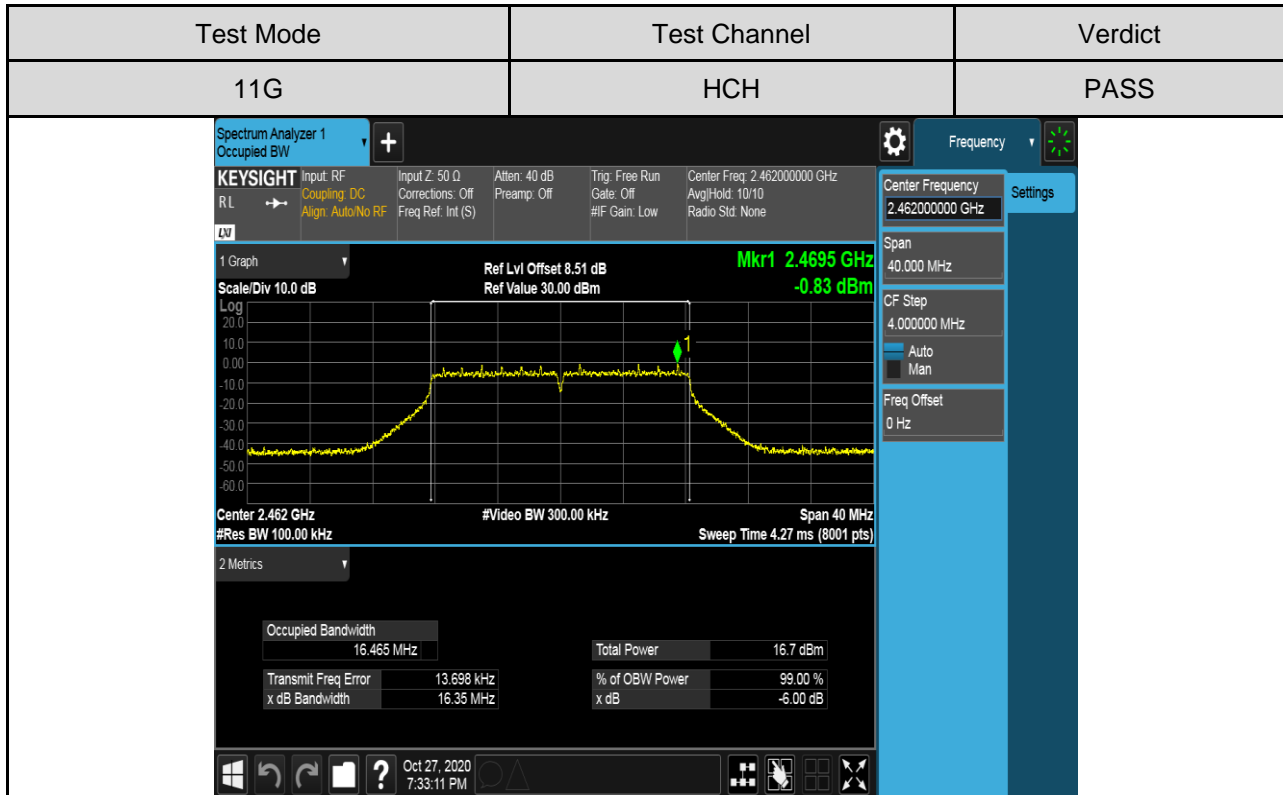 Test Mode Test Channel Verdict
11G HCH PASS
Spectrum Analyzer 1
Occupied BW
+
Frequency
KEYSIGHT Input: RF Input Z: 50 Ω Atten: 40 dB Trig: Free Run Center Freq: 2.462000000 GHz
RL Coupling: DC Corrections: Off Preamp: Off Gate: Off Avg|Hold: 10/10
Align: Auto/No RF Freq Ref: Int (S) #IF Gain: Low Radio Std: None
LXI
Center Frequency
2.462000000 GHz
Settings
Span
40.000 MHz
CF Step
4.000000 MHz
Auto
Man
Freq Offset
0 Hz
1 Graph Ref Lvl Offset 8.51 dB Mkr1 2.4695 GHz
Scale/Div 10.0 dB Ref Value 30.00 dBm -0.83 dBm
Log
20.0
10.0
0.00
-10.0
-20.0
-30.0
-40.0
-50.0
-60.0
1
Center 2.462 GHz #Video BW 300.00 kHz Span 40 MHz
#Res BW 100.00 kHz Sweep Time 4.27 ms (8001 pts)
2 Metrics
Occupied Bandwidth
16.465 MHz Total Power 16.7 dBm
Transmit Freq Error 13.698 kHz % of OBW Power 99.00 %
x dB Bandwidth 16.35 MHz x dB -6.00 dB
? Oct 27, 2020
7:33:11 PM